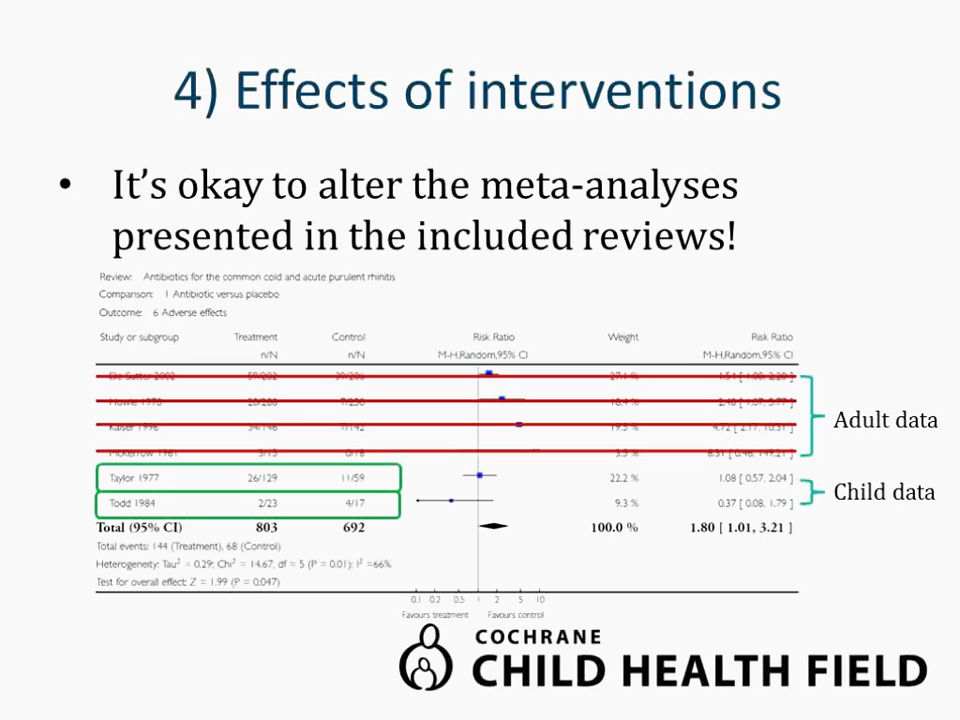 4) Effects of interventions
• It's okay to alter the meta-analyses
presented in the included reviews!
Review: Antibiotics for the common cold and acute purulent rhinitis
Comparison: 1 Antibiotic versus placebo
Outcome: 6 Adverse effects
Study or subgroup Treatment Control Risk Ratio Weight Risk Ratio
n/N n/N M-H,Random,95% CI M-H,Random,95% CI
Adult data
Taylor 1977 26/129 11/59 22.2 % 1.08 [ 0.57, 2.04 ]
Child data
Todd 1984 2/23 4/17 9.3 % 0.37 [ 0.08, 1.79 ]
Total (95% CI) 803 692 100.0 % 1.80 [ 1.01, 3.21 ]
Total events: 144 (Treatment), 68 (Control)
Heterogeneity: Tau² = 0.29; Chi² = 14.67, df = 5 (P = 0.01); I² =66%
Test for overall effect: Z = 1.99 (P = 0.047)
0.1 0.2 0.5 1 2 5 10
Favours treatment Favours control
COCHRANE
CHILD HEALTH FIELD